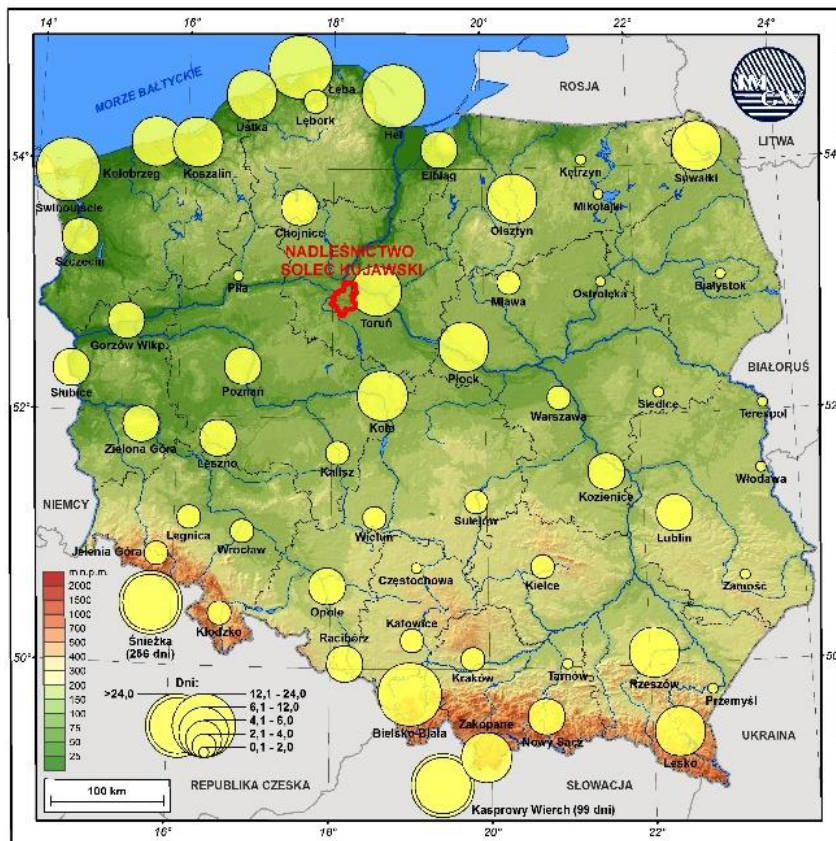 14°
16°
18°
20°
22°
24°
MORZE BAŁTYCKIE
ROSJA
IM
GW
LITWA
Łeba
Ustka
Lębork
Hel
54°
54°
Kołobrzeg
Koszalin
Elbląg
Kętrzyn
Suwałki
Świnoujście
Mikołajki
Szczecin
Chojnice
Olsztyn
NADLEŚNICTWO
SOLEC KUJAWSKI
Piła
Toruń
Mława
Ostrołęka
Białystok
Gorzów Wlkp.
Płock
BIAŁORUŚ
Słubice
Poznań
Koło
Warszawa
Siedlce
Terespol
52°
52°
Zielona Góra
Leszno
Kalisz
Kozienice
Włodawa
NIEMCY
Legnica
Wrocław
Wieluń
Sulejów
Lublin
Jelenia Góra
Częstochowa
Kielce
Zamość
m n.p.m.
2000
1500
1000
700
500
400
300
200
150
100
75
50
25
Śnieżka
(256 dni)
Kłodzko
Opole
Katowice
Racibórz
Kraków
Tarnów
Rzeszów
Przemyśl
50°
50°
Dni:
>24,0
12,1 - 24,0
6,1 - 12,0
4,1 - 6,0
2,1 - 4,0
0,1 - 2,0
Bielsko-Biała
Zakopane
Nowy Sącz
Lesko
UKRAINA
REPUBLIKA CZESKA
SŁOWACJA
100 km
Kasprowy Wierch (99 dni)
16°
18°
20°
22°